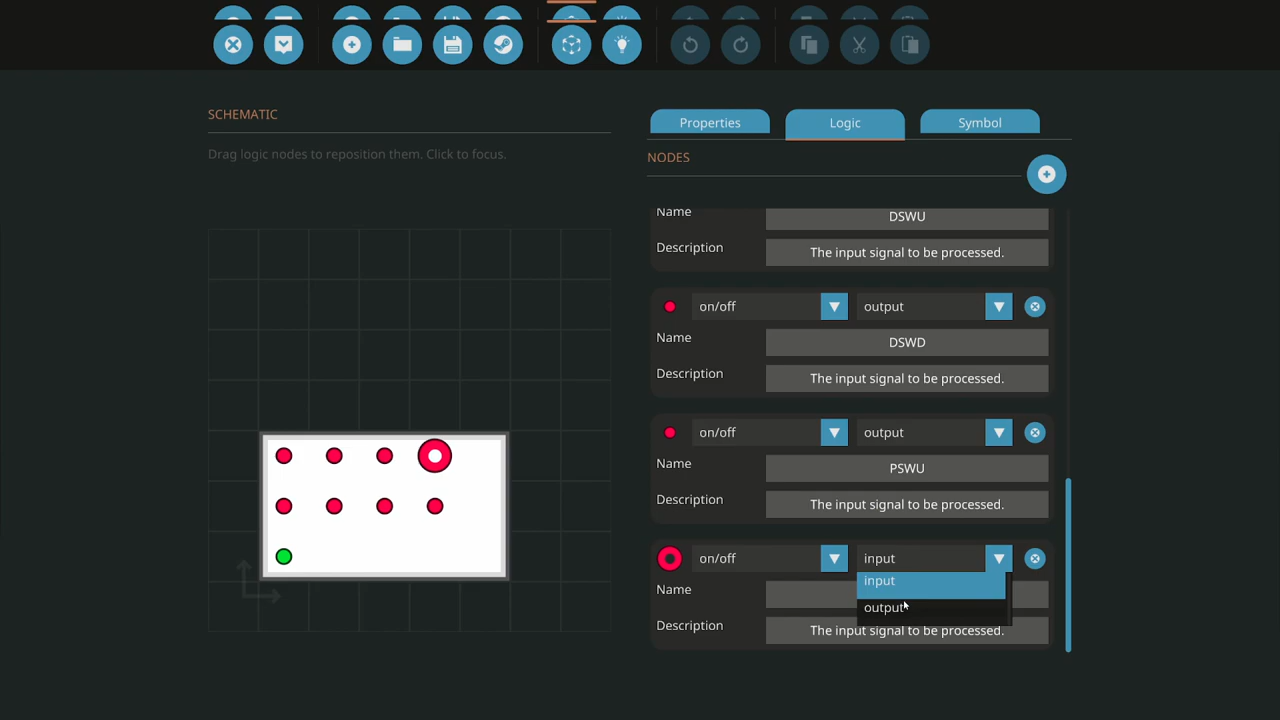 SCHEMATIC
Drag logic nodes to reposition them. Click to focus.
Properties
Logic
Symbol
NODES
Name
DSWU
Description
The input signal to be processed.
on/off
output
Name
DSWD
Description
The input signal to be processed.
on/off
output
Name
PSWU
Description
The input signal to be processed.
on/off
input
input
output
Name
Description
The input signal to be processed.